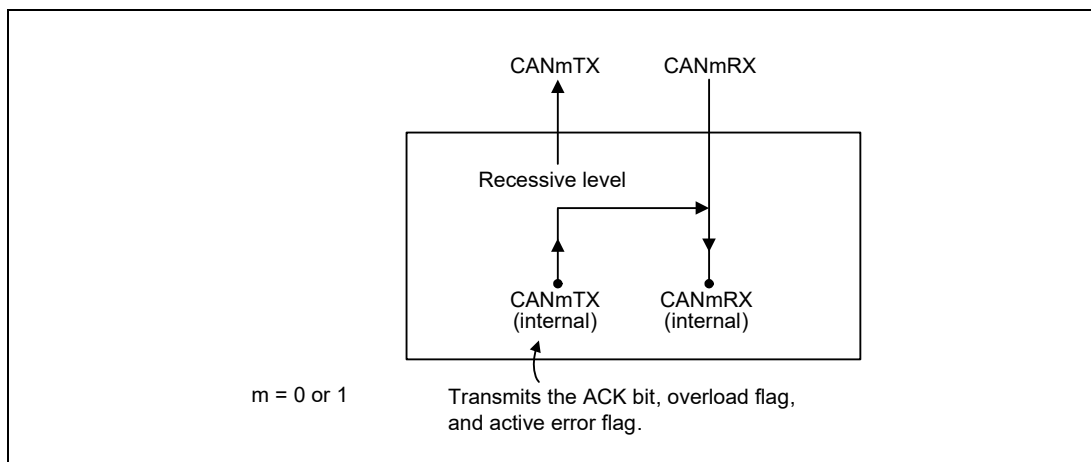 CANmTX
CANmRX
Recessive level
CANmTX
(internal)
CANmRX
(internal)
m = 0 or 1
Transmits the ACK bit, overload flag,
and active error flag.